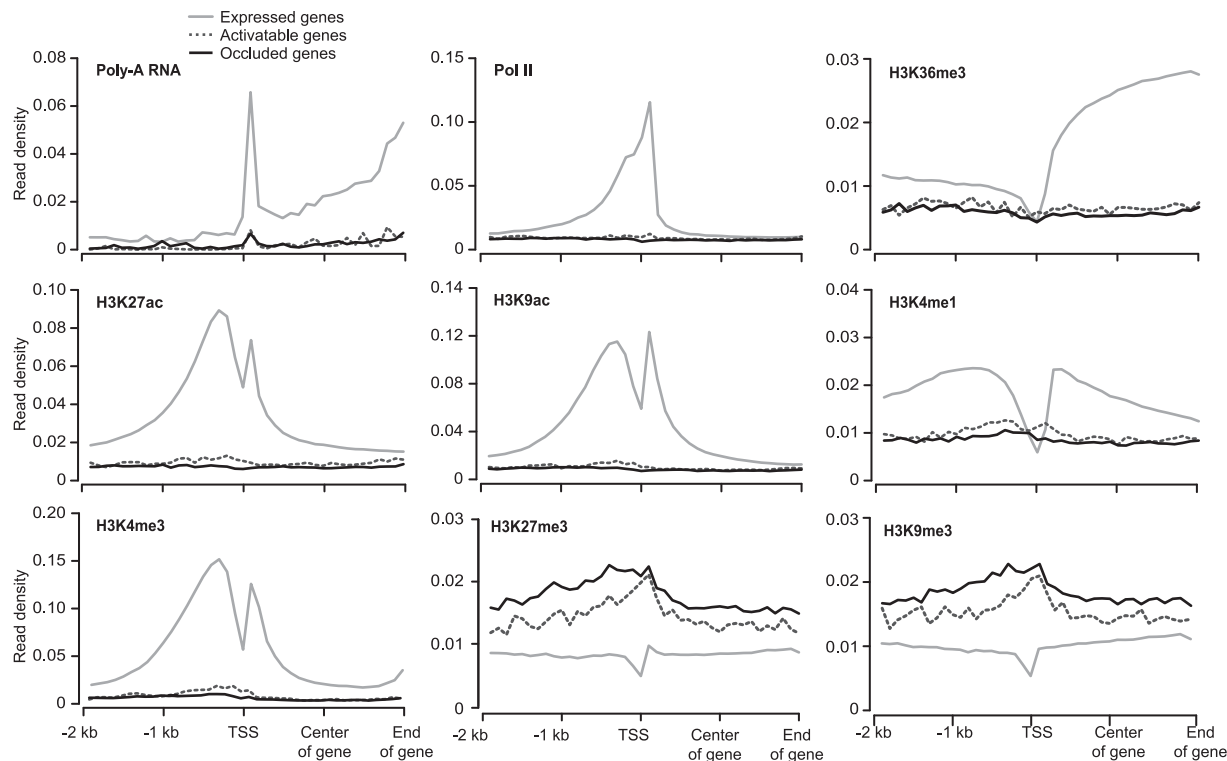 Expressed genes
Activatable genes
Occluded genes
Poly-A RNA
Read density
0.08
0.06
0.04
0.02
0
Pol II
0.15
0.10
0.05
0
H3K36me3
0.03
0.02
0.01
0
H3K27ac
Read density
0.10
0.08
0.06
0.04
0.02
0
H3K9ac
0.14
0.12
0.08
0.04
0
H3K4me1
0.04
0.03
0.02
0.01
0
H3K4me3
Read density
0.20
0.15
0.10
0.05
0
-2 kb -1 kb TSS Center of gene End of gene
H3K27me3
0.03
0.02
0.01
0
-2 kb -1 kb TSS Center of gene End of gene
H3K9me3
0.03
0.02
0.01
0
-2 kb -1 kb TSS Center of gene End of gene